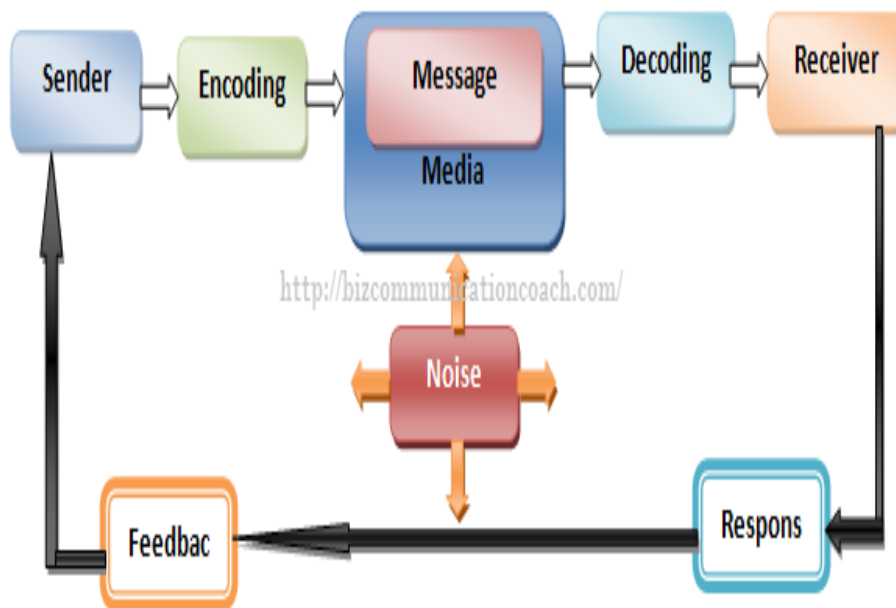 Sender
Encoding
Message
Media
Decoding
Receiver
http://bizcommunicationcoach.com/
Noise
Feedbac
Respons